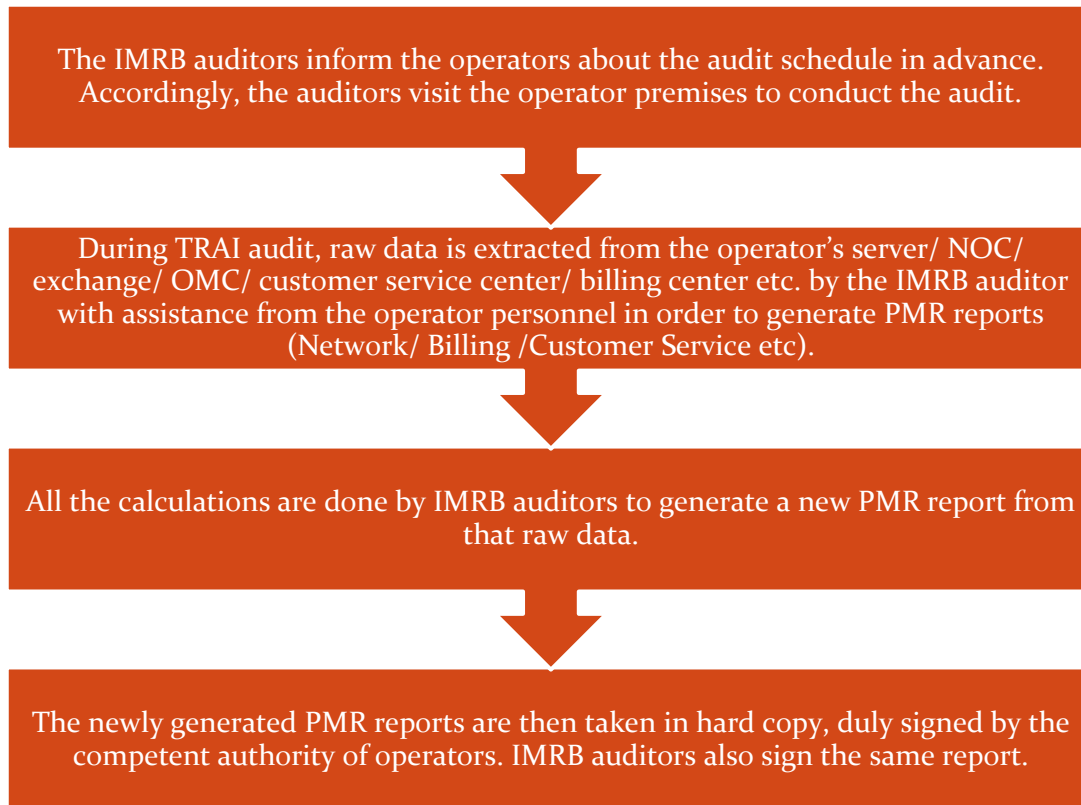 The IMRB auditors inform the operators about the audit schedule in advance.
Accordingly, the auditors visit the operator premises to conduct the audit.
During TRAI audit, raw data is extracted from the operator’s server/ NOC/
exchange/ OMC/ customer service center/ billing center etc. by the IMRB auditor
with assistance from the operator personnel in order to generate PMR reports
(Network/ Billing /Customer Service etc).
All the calculations are done by IMRB auditors to generate a new PMR report from
that raw data.
The newly generated PMR reports are then taken in hard copy, duly signed by the
competent authority of operators. IMRB auditors also sign the same report.